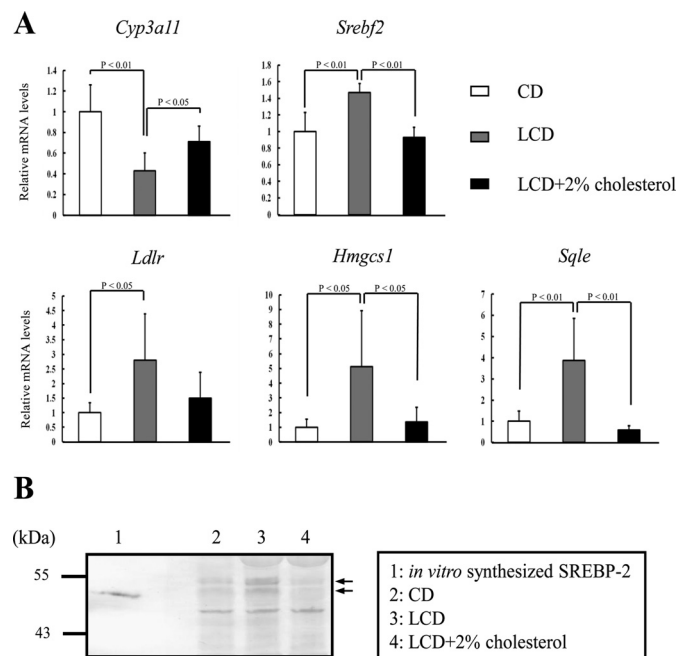 A
Cyp3a11
Srebf2
P < 0.01
P < 0.05
P < 0.01
P < 0.01
Relative mRNA levels
1.4
1.2
1
0.8
0.6
0.4
0.2
0
1.8
1.6
1.4
1.2
1
0.8
0.6
0.4
0.2
0
CD
LCD
LCD+2% cholesterol
Ldlr
Hmgcs1
Sqle
P < 0.05
P < 0.05
P < 0.05
P < 0.01
P < 0.01
Relative mRNA levels
5
4.5
4
3.5
3
2.5
2
1.5
1
0.5
0
10
9
8
7
6
5
4
3
2
1
0
7
6
5
4
3
2
1
0
B
(kDa)
1
2
3
4
55
43
1: in vitro synthesized SREBP-2
2: CD
3: LCD
4: LCD+2% cholesterol